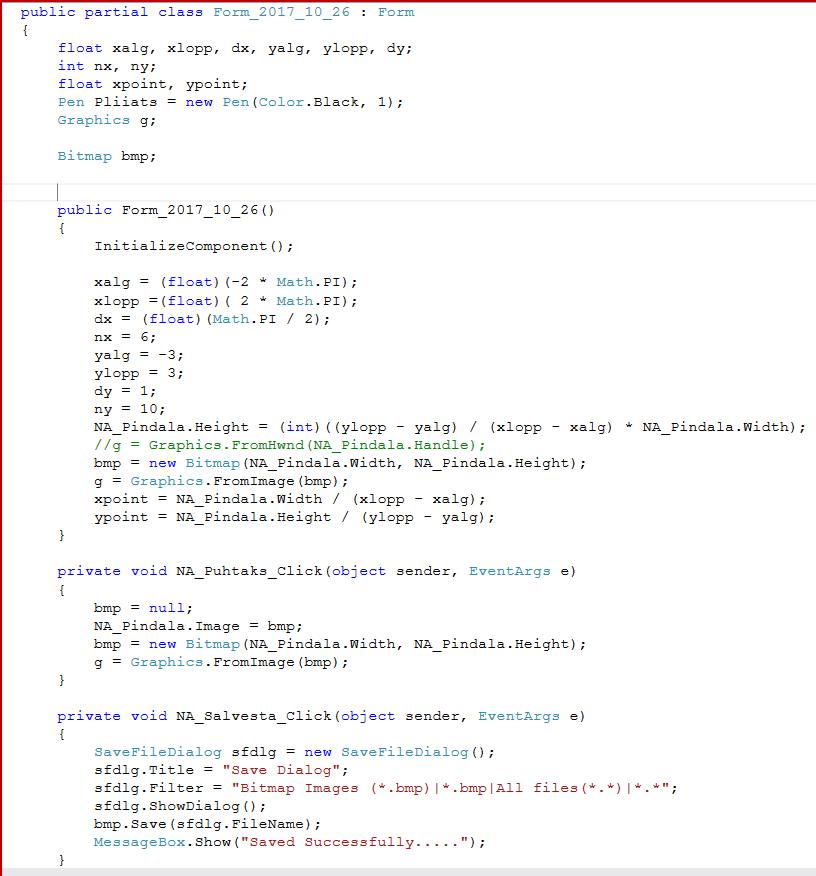 public partial class Form_2017_10_26 : Form
{
float xalg, xlopp, dx, yalg, ylopp, dy;
int nx, ny;
float xpoint, ypoint;
Pen Pliiats = new Pen(Color.Black, 1);
Graphics g;
Bitmap bmp;
public Form_2017_10_26()
{
InitializeComponent();
xalg = (float)(-2 * Math.PI);
xlopp =(float)( 2 * Math.PI);
dx = (float)(Math.PI / 2);
nx = 6;
yalg = -3;
ylopp = 3;
dy = 1;
ny = 10;
NA_Pindala.Height = (int)((ylopp - yalg) / (xlopp - xalg) * NA_Pindala.Width);
//g = Graphics.FromHwnd(NA_Pindala.Handle);
bmp = new Bitmap(NA_Pindala.Width, NA_Pindala.Height);
g = Graphics.FromImage(bmp);
xpoint = NA_Pindala.Width / (xlopp - xalg);
ypoint = NA_Pindala.Height / (ylopp - yalg);
}
private void NA_Puhtaks_Click(object sender, EventArgs e)
{
bmp = null;
NA_Pindala.Image = bmp;
bmp = new Bitmap(NA_Pindala.Width, NA_Pindala.Height);
g = Graphics.FromImage(bmp);
}
private void NA_Salvesta_Click(object sender, EventArgs e)
{
SaveFileDialog sfdlg = new SaveFileDialog();
sfdlg.Title = "Save Dialog";
sfdlg.Filter = "Bitmap Images (*.bmp)|*.bmp|All files(*.*)|*.*";
sfdlg.ShowDialog();
bmp.Save(sfdlg.FileName);
MessageBox.Show("Saved Successfully.....");
}